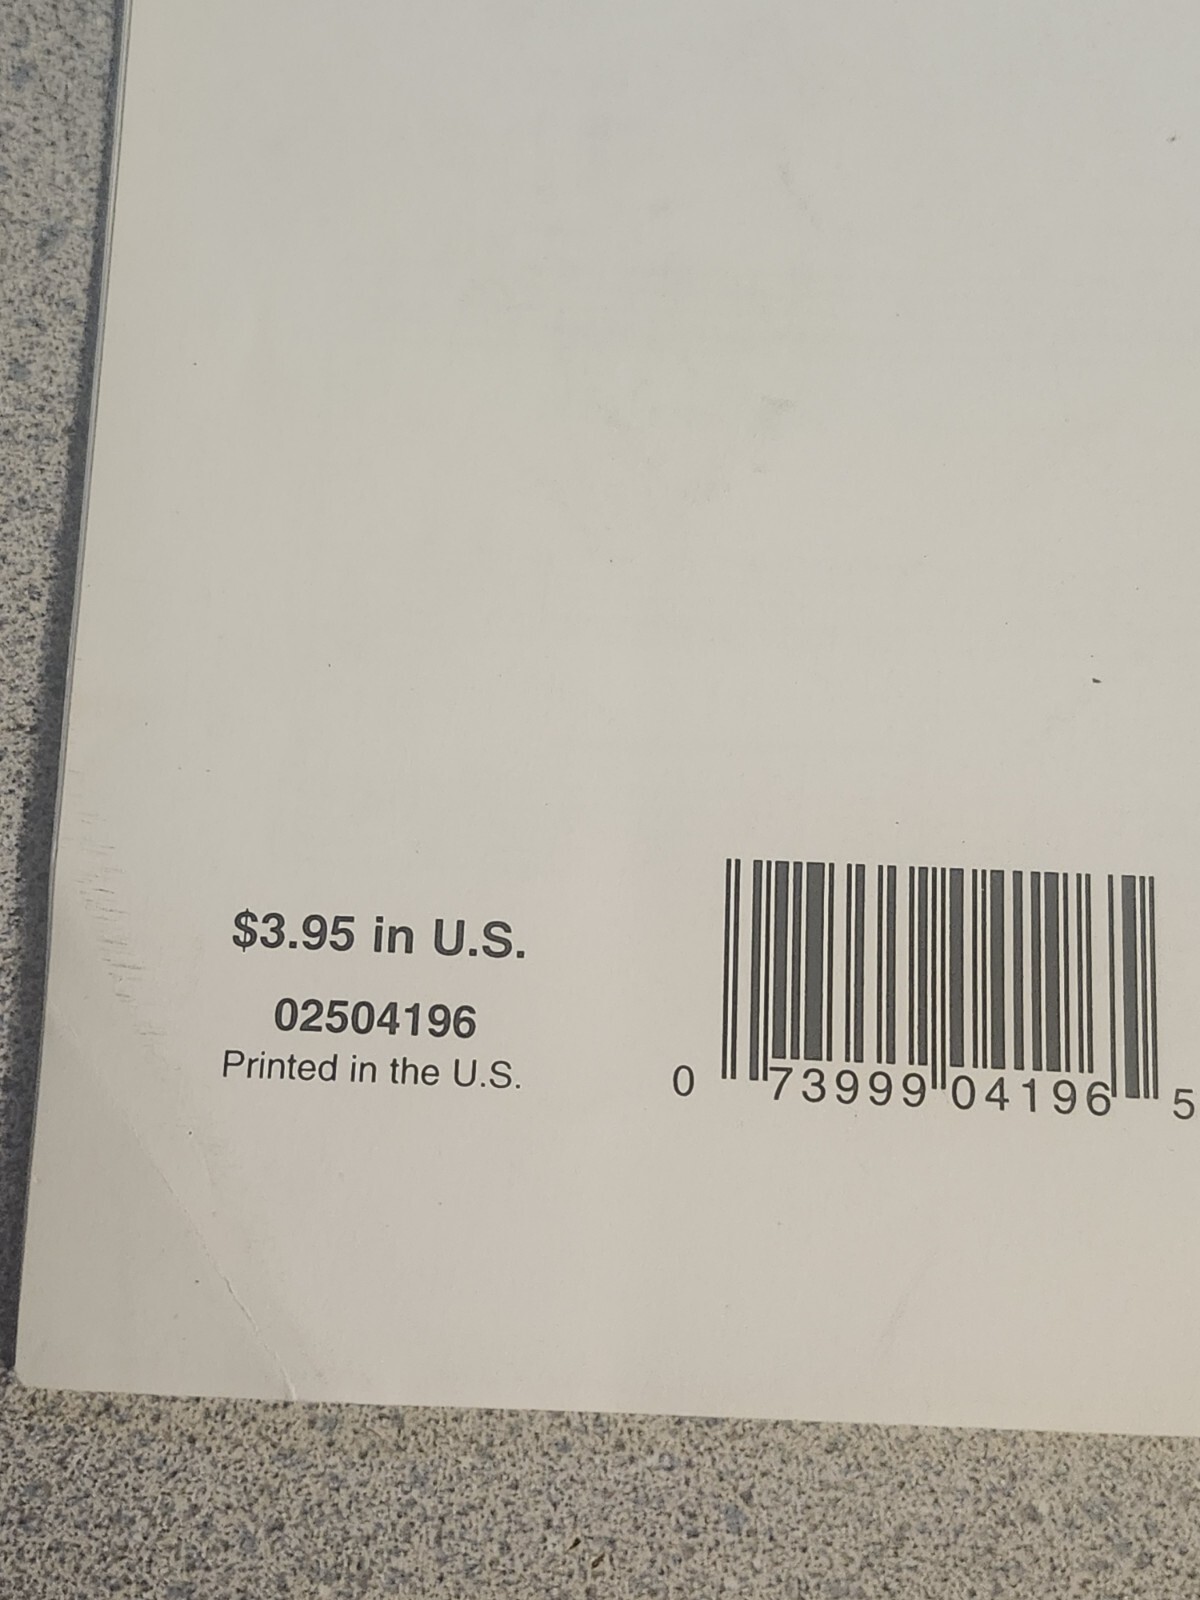 $3.95 in U.S.
02504196
Printed in the U.S.
0 73999 04196 5